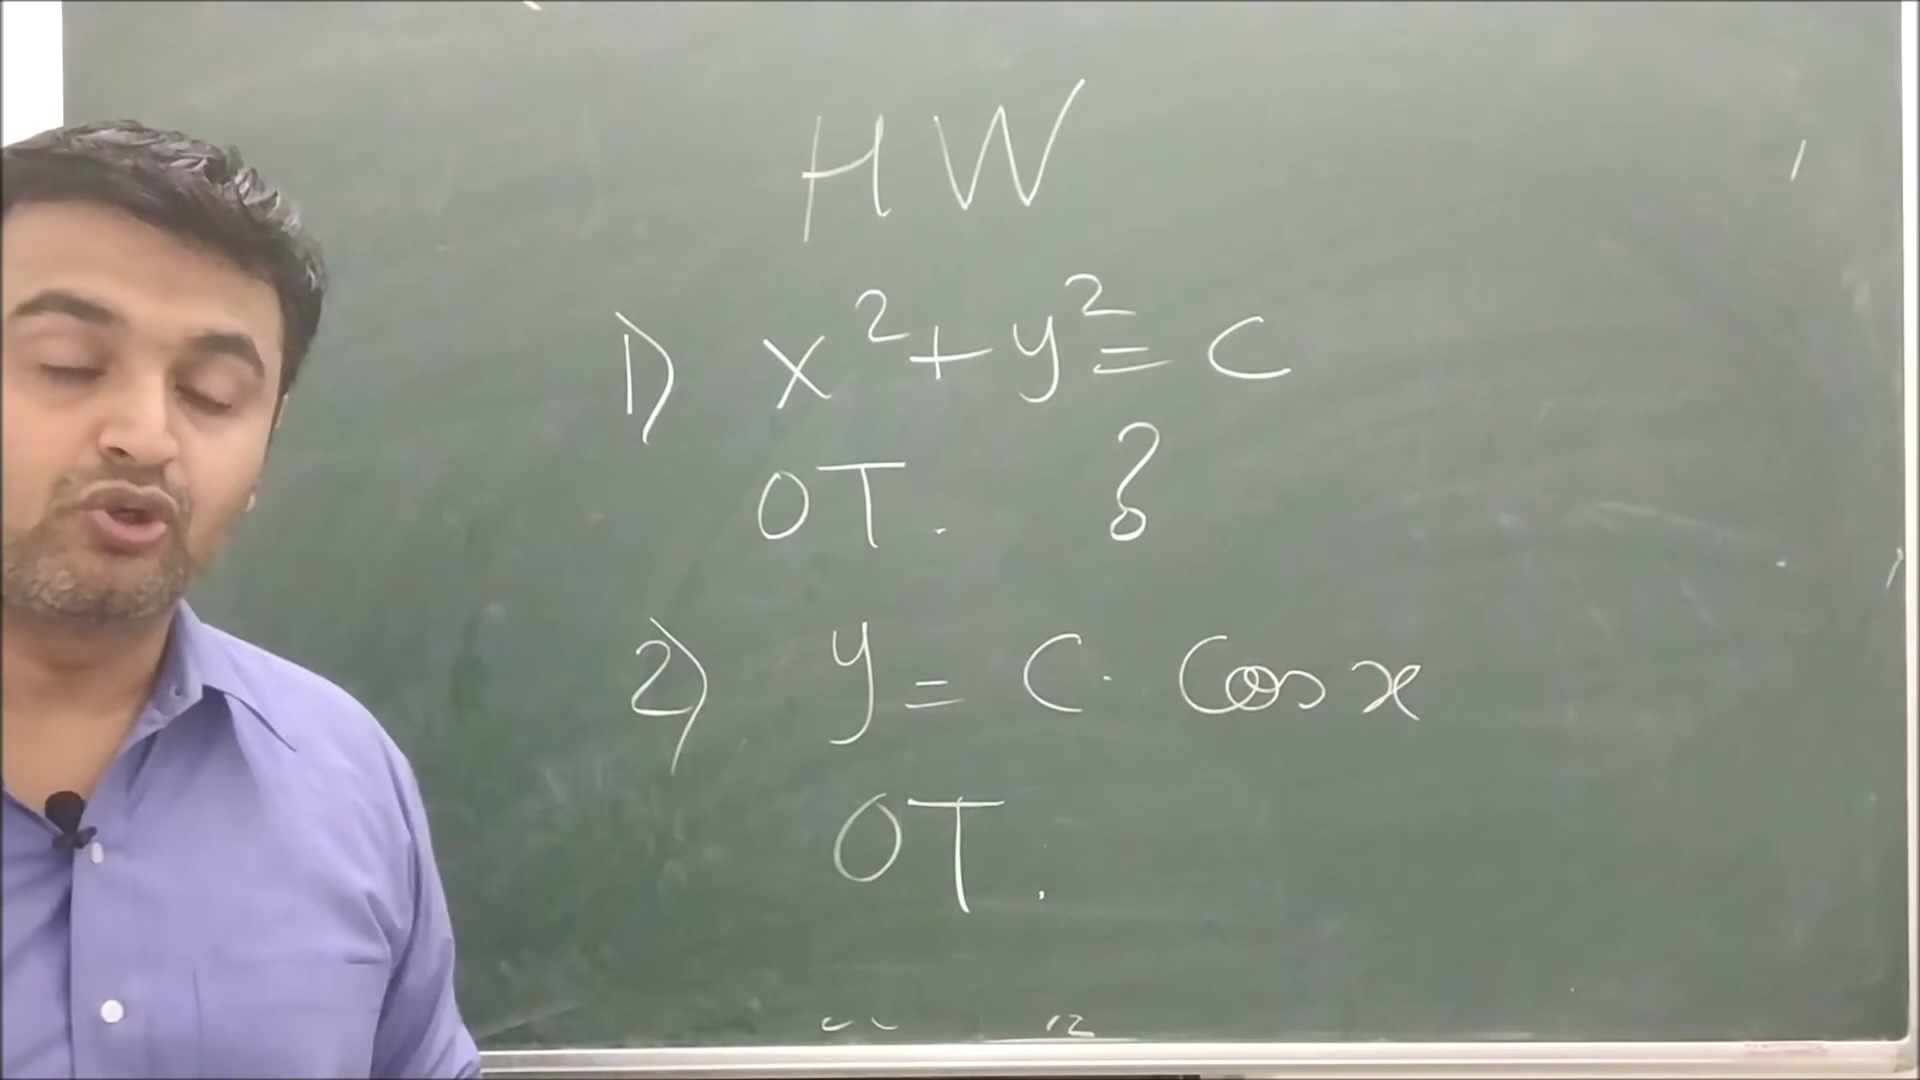 HW
1) x²+y²= C
OT. ?
2) y = C. Cos x
OT.